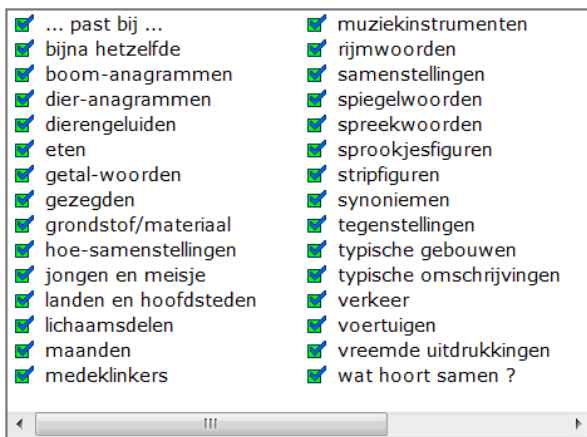 ... past bij ...
bijna hetzelfde
boom-anagrammen
dier-anagrammen
dierengeluiden
eten
getal-woorden
gezegden
grondstof/materiaal
hoe-samenstellingen
jongen en meisje
landen en hoofdsteden
lichaamsdelen
maanden
medeklinkers
muziekinstrumenten
rijmwoorden
samenstellingen
spiegelwoorden
spreekwoorden
sprookjesfiguren
stripfiguren
synoniemen
tegenstellingen
typische gebouwen
typische omschrijvingen
verkeer
voertuigen
vreemde uitdrukkingen
wat hoort samen ?